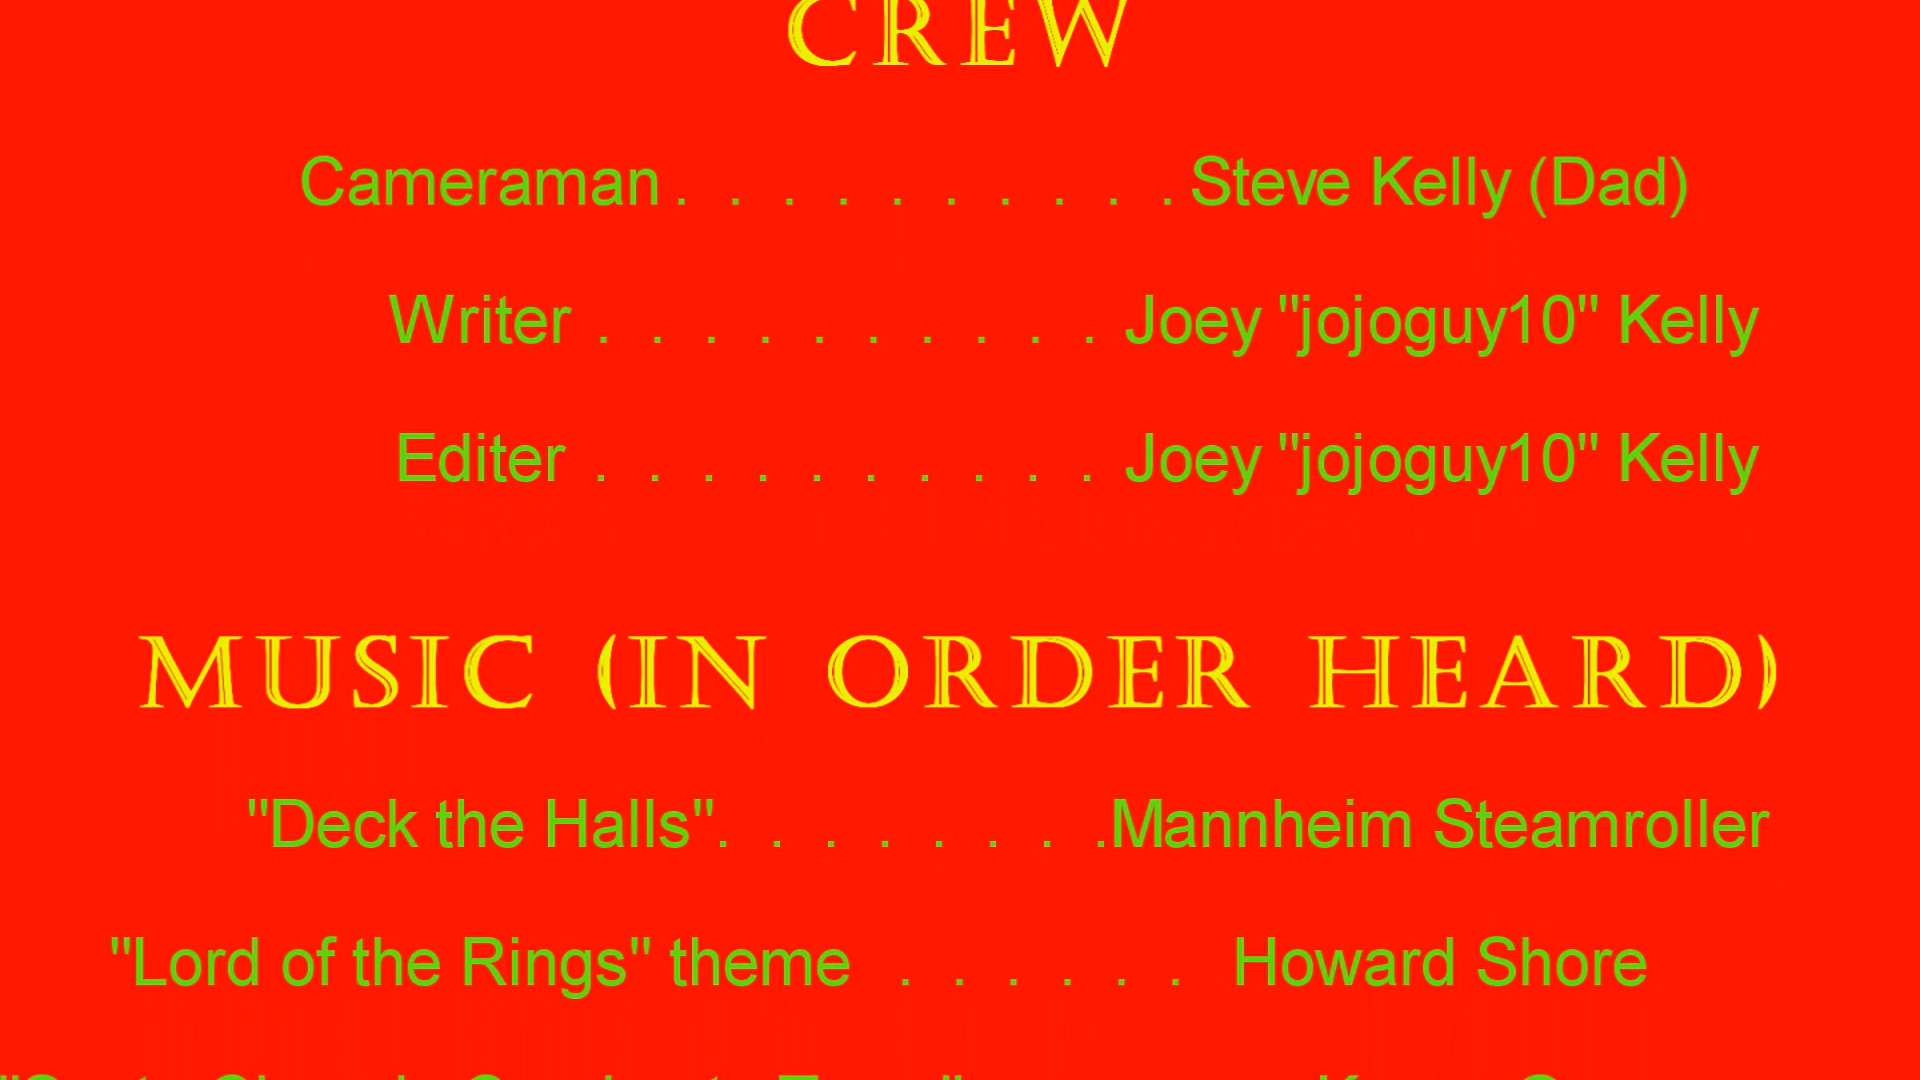 CREW
Cameraman . . . . . . . . . . Steve Kelly (Dad)
Writer . . . . . . . . . . Joey "jojoguy10" Kelly
Editer . . . . . . . . . . Joey "jojoguy10" Kelly
MUSIC (IN ORDER HEARD)
"Deck the Halls". . . . . . . .Mannheim Steamroller
"Lord of the Rings" theme . . . . . . Howard Shore